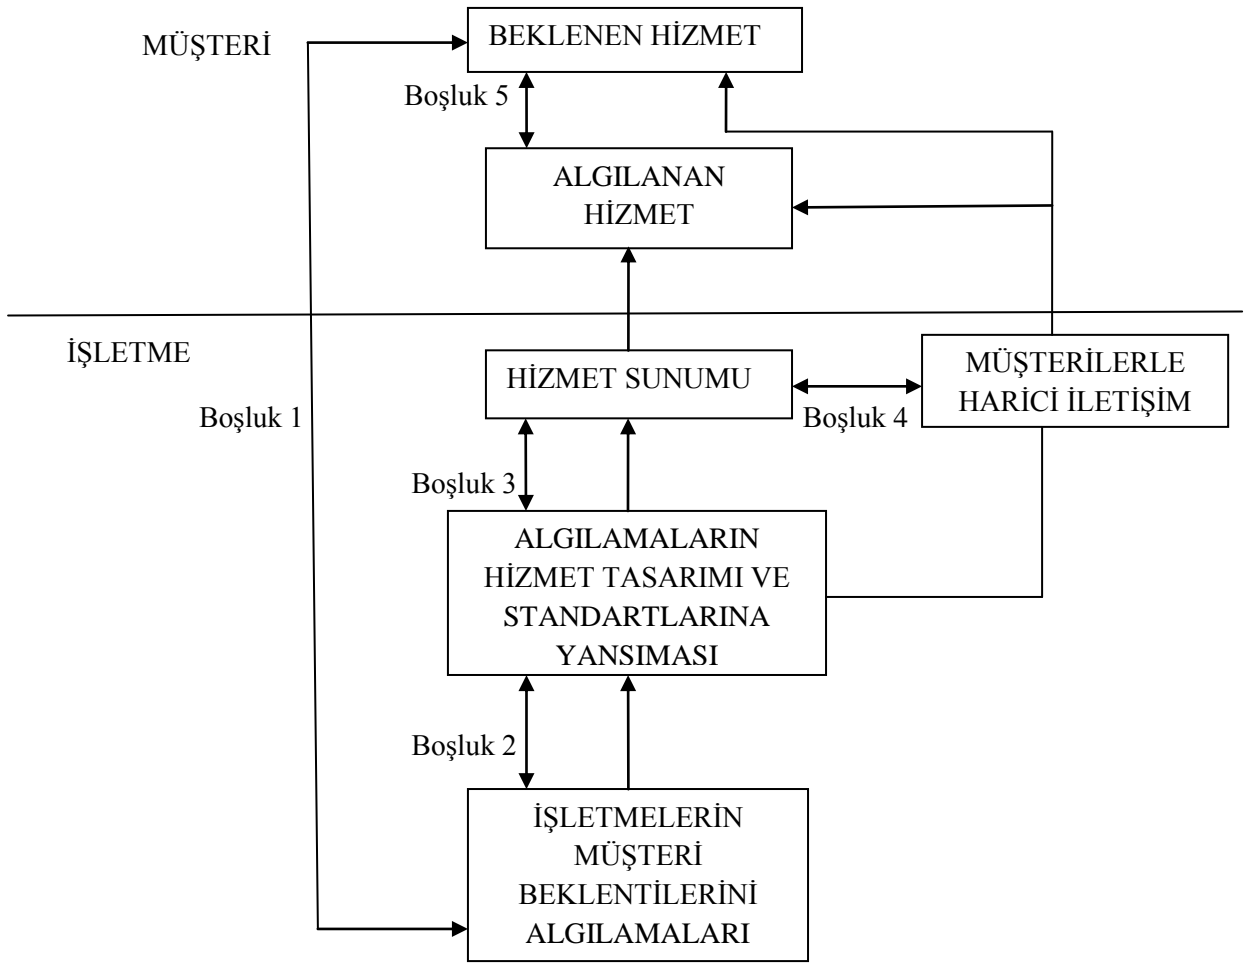 MÜŞTERİ
BEKLENEN HİZMET
Boşluk 5
ALGILANAN
HİZMET
İŞLETME
HİZMET SUNUMU
MÜŞTERİLERLE
HARİCİ İLETİŞİM
Boşluk 1
Boşluk 4
Boşluk 3
ALGILAMALARIN
HİZMET TASARIMI VE
STANDARTLARINA
YANSIMASI
Boşluk 2
İŞLETMELERİN
MÜŞTERİ
BEKLENTİLERİNİ
ALGILAMALARI